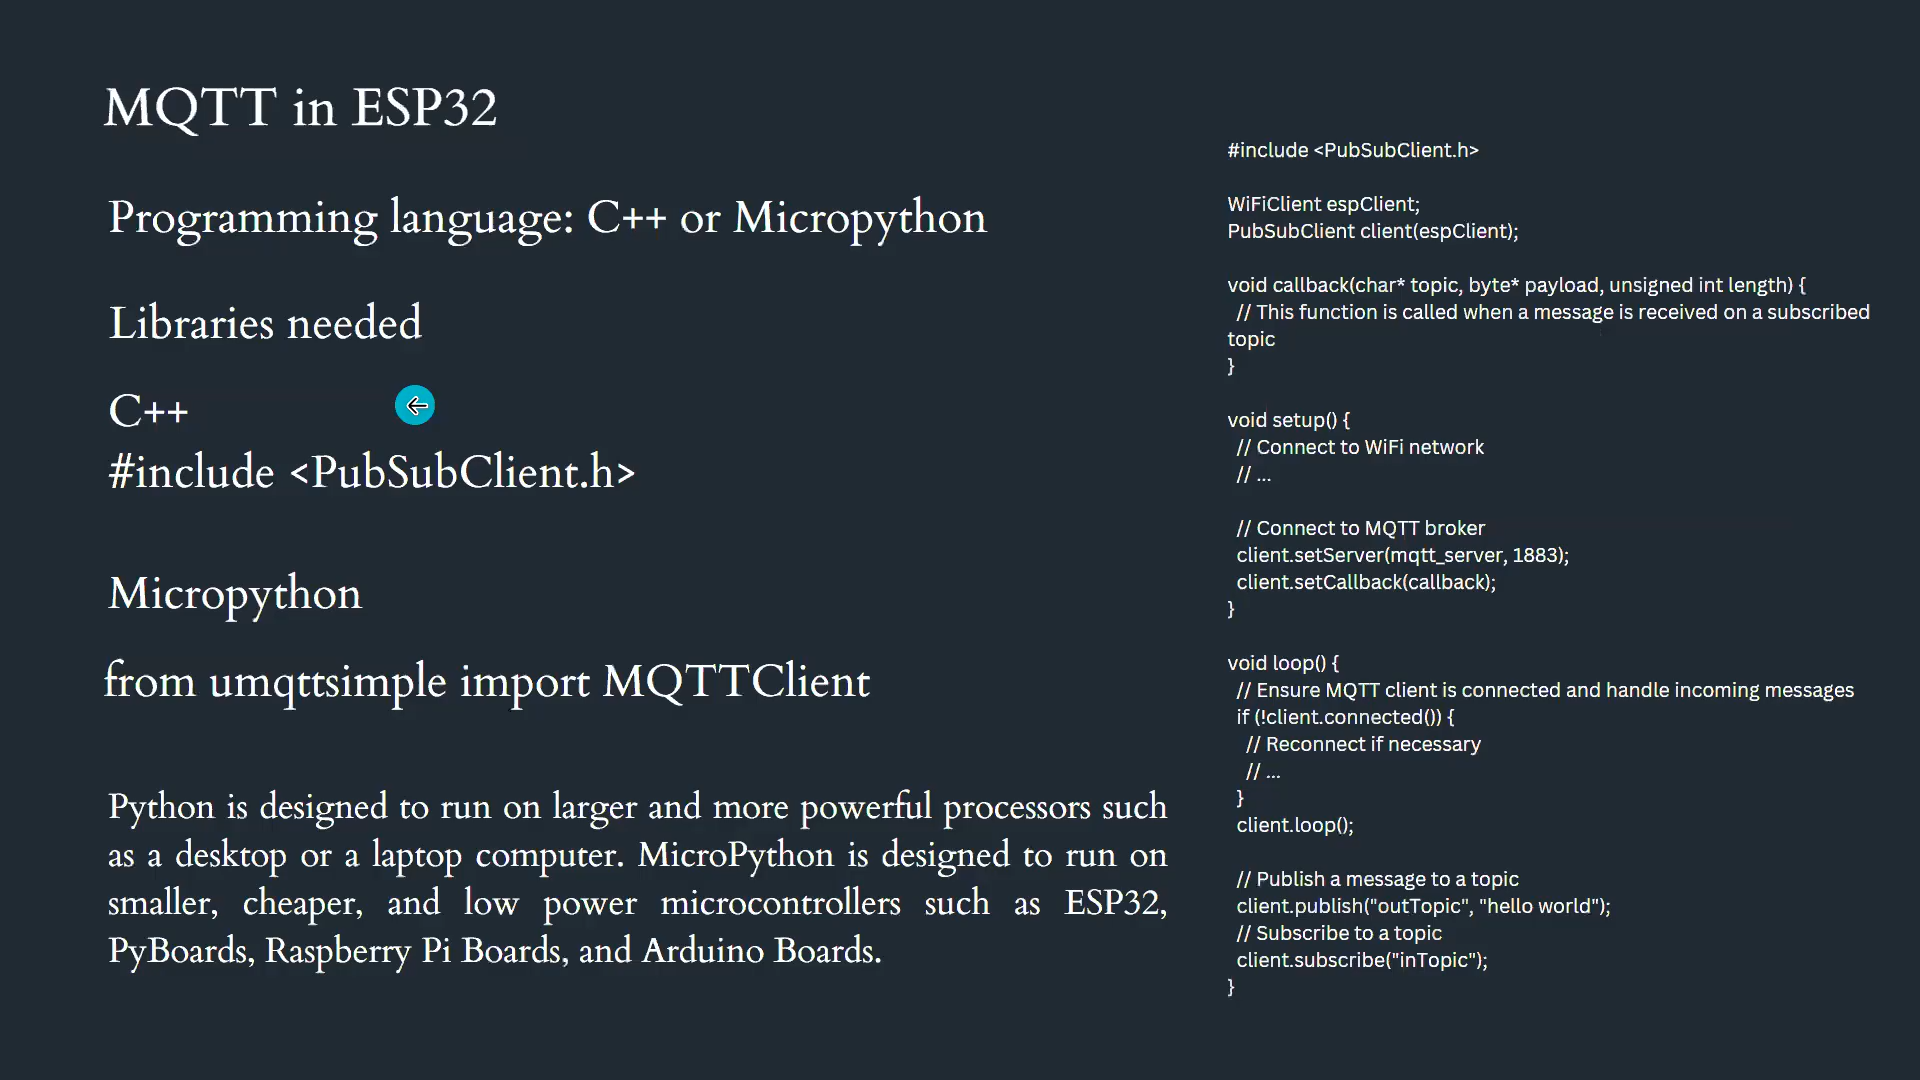 MQTT in ESP32
Programming language: C++ or Micropython
Libraries needed
C++
#include <PubSubClient.h>
Micropython
from umqttsimple import MQTTClient
Python is designed to run on larger and more powerful processors such
as a desktop or a laptop computer. MicroPython is designed to run on
smaller, cheaper, and low power microcontrollers such as ESP32,
PyBoards, Raspberry Pi Boards, and Arduino Boards.
#include <PubSubClient.h>
WiFiClient espClient;
PubSubClient client(espClient);
void callback(char* topic, byte* payload, unsigned int length) {
// This function is called when a message is received on a subscribed
topic
}
void setup() {
// Connect to WiFi network
// ...
// Connect to MQTT broker
client.setServer(mqtt_server, 1883);
client.setCallback(callback);
}
void loop() {
// Ensure MQTT client is connected and handle incoming messages
if (!client.connected()) {
// Reconnect if necessary
// ...
}
client.loop();
// Publish a message to a topic
client.publish("outTopic", "hello world");
// Subscribe to a topic
client.subscribe("inTopic");
}